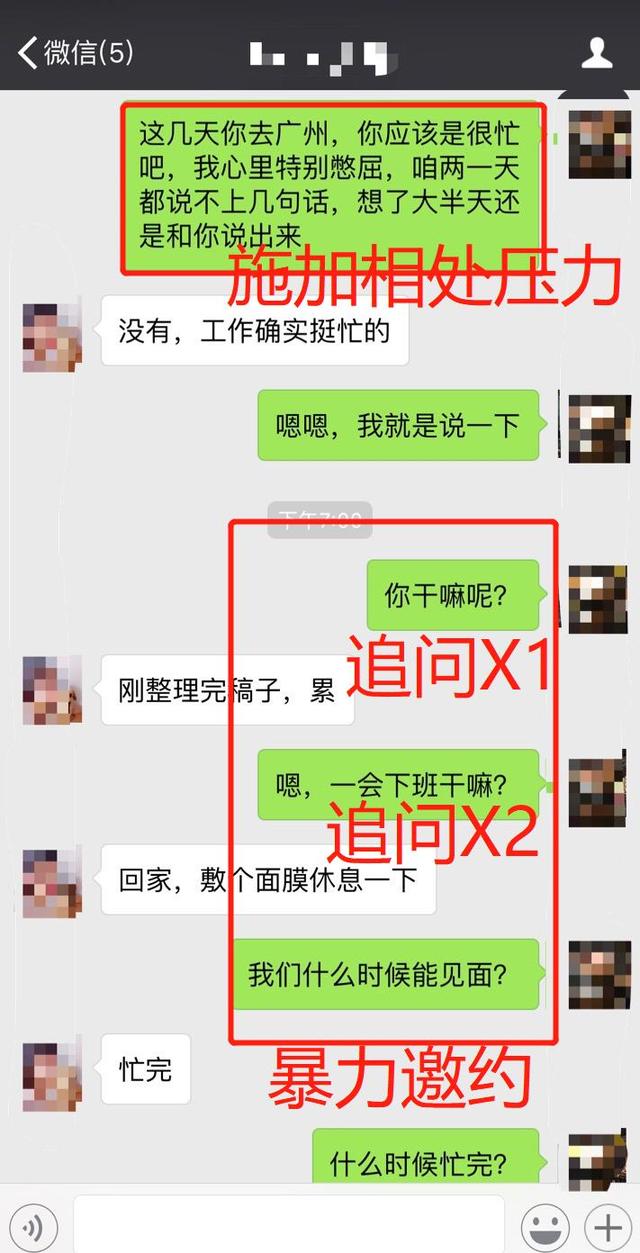 微信(5)
这几天你去广州，你应该是很忙
吧，我心里特别憋屈，咱两一天
都说不上几句话，想了大半天还
是和你说出来
施加相处压力
没有，工作确实挺忙的
嗯嗯，我就是说一下
下午7:00
你干嘛呢？
追问X1
刚整理完稿子，累
嗯，一会下班干嘛？
追问X2
回家，敷个面膜休息一下
我们什么时候能见面？
暴力邀约
忙完
什么时候忙完？